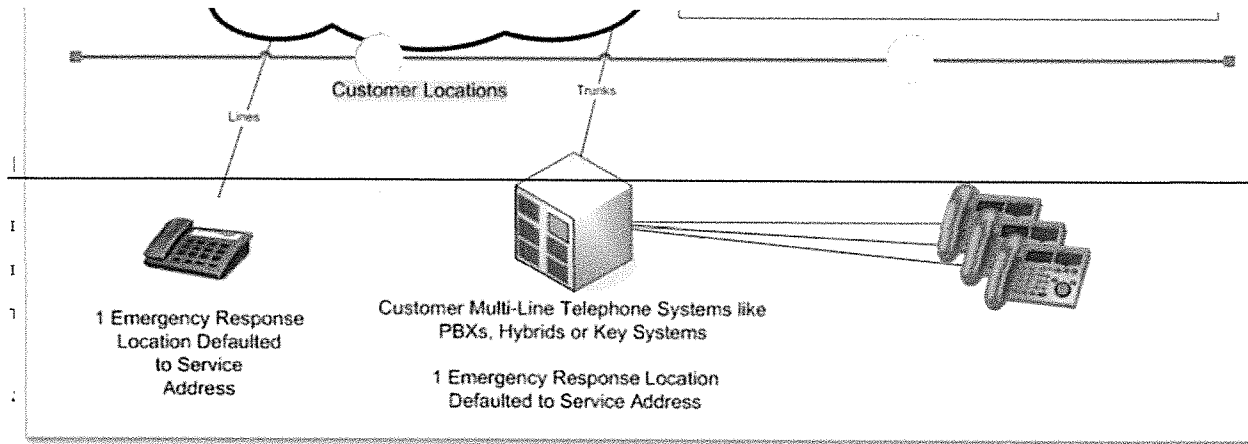 Customer Locations
Trunks
Lines
1 Emergency Response
Location Defaulted
to Service
Address
Customer Multi-Line Telephone Systems like
PBXs, Hybrids or Key Systems
1 Emergency Response Location
Defaulted to Service Address